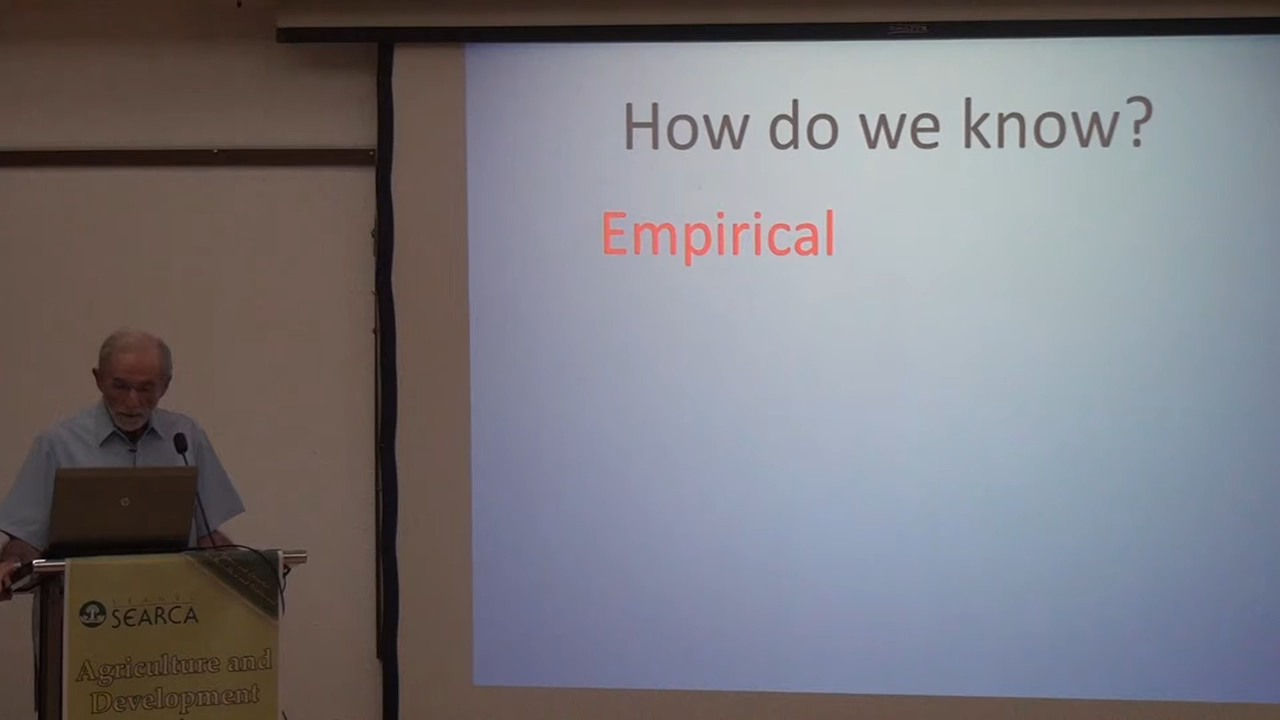 How do we know?
Empirical
SEARCA
Agriculture and
Development